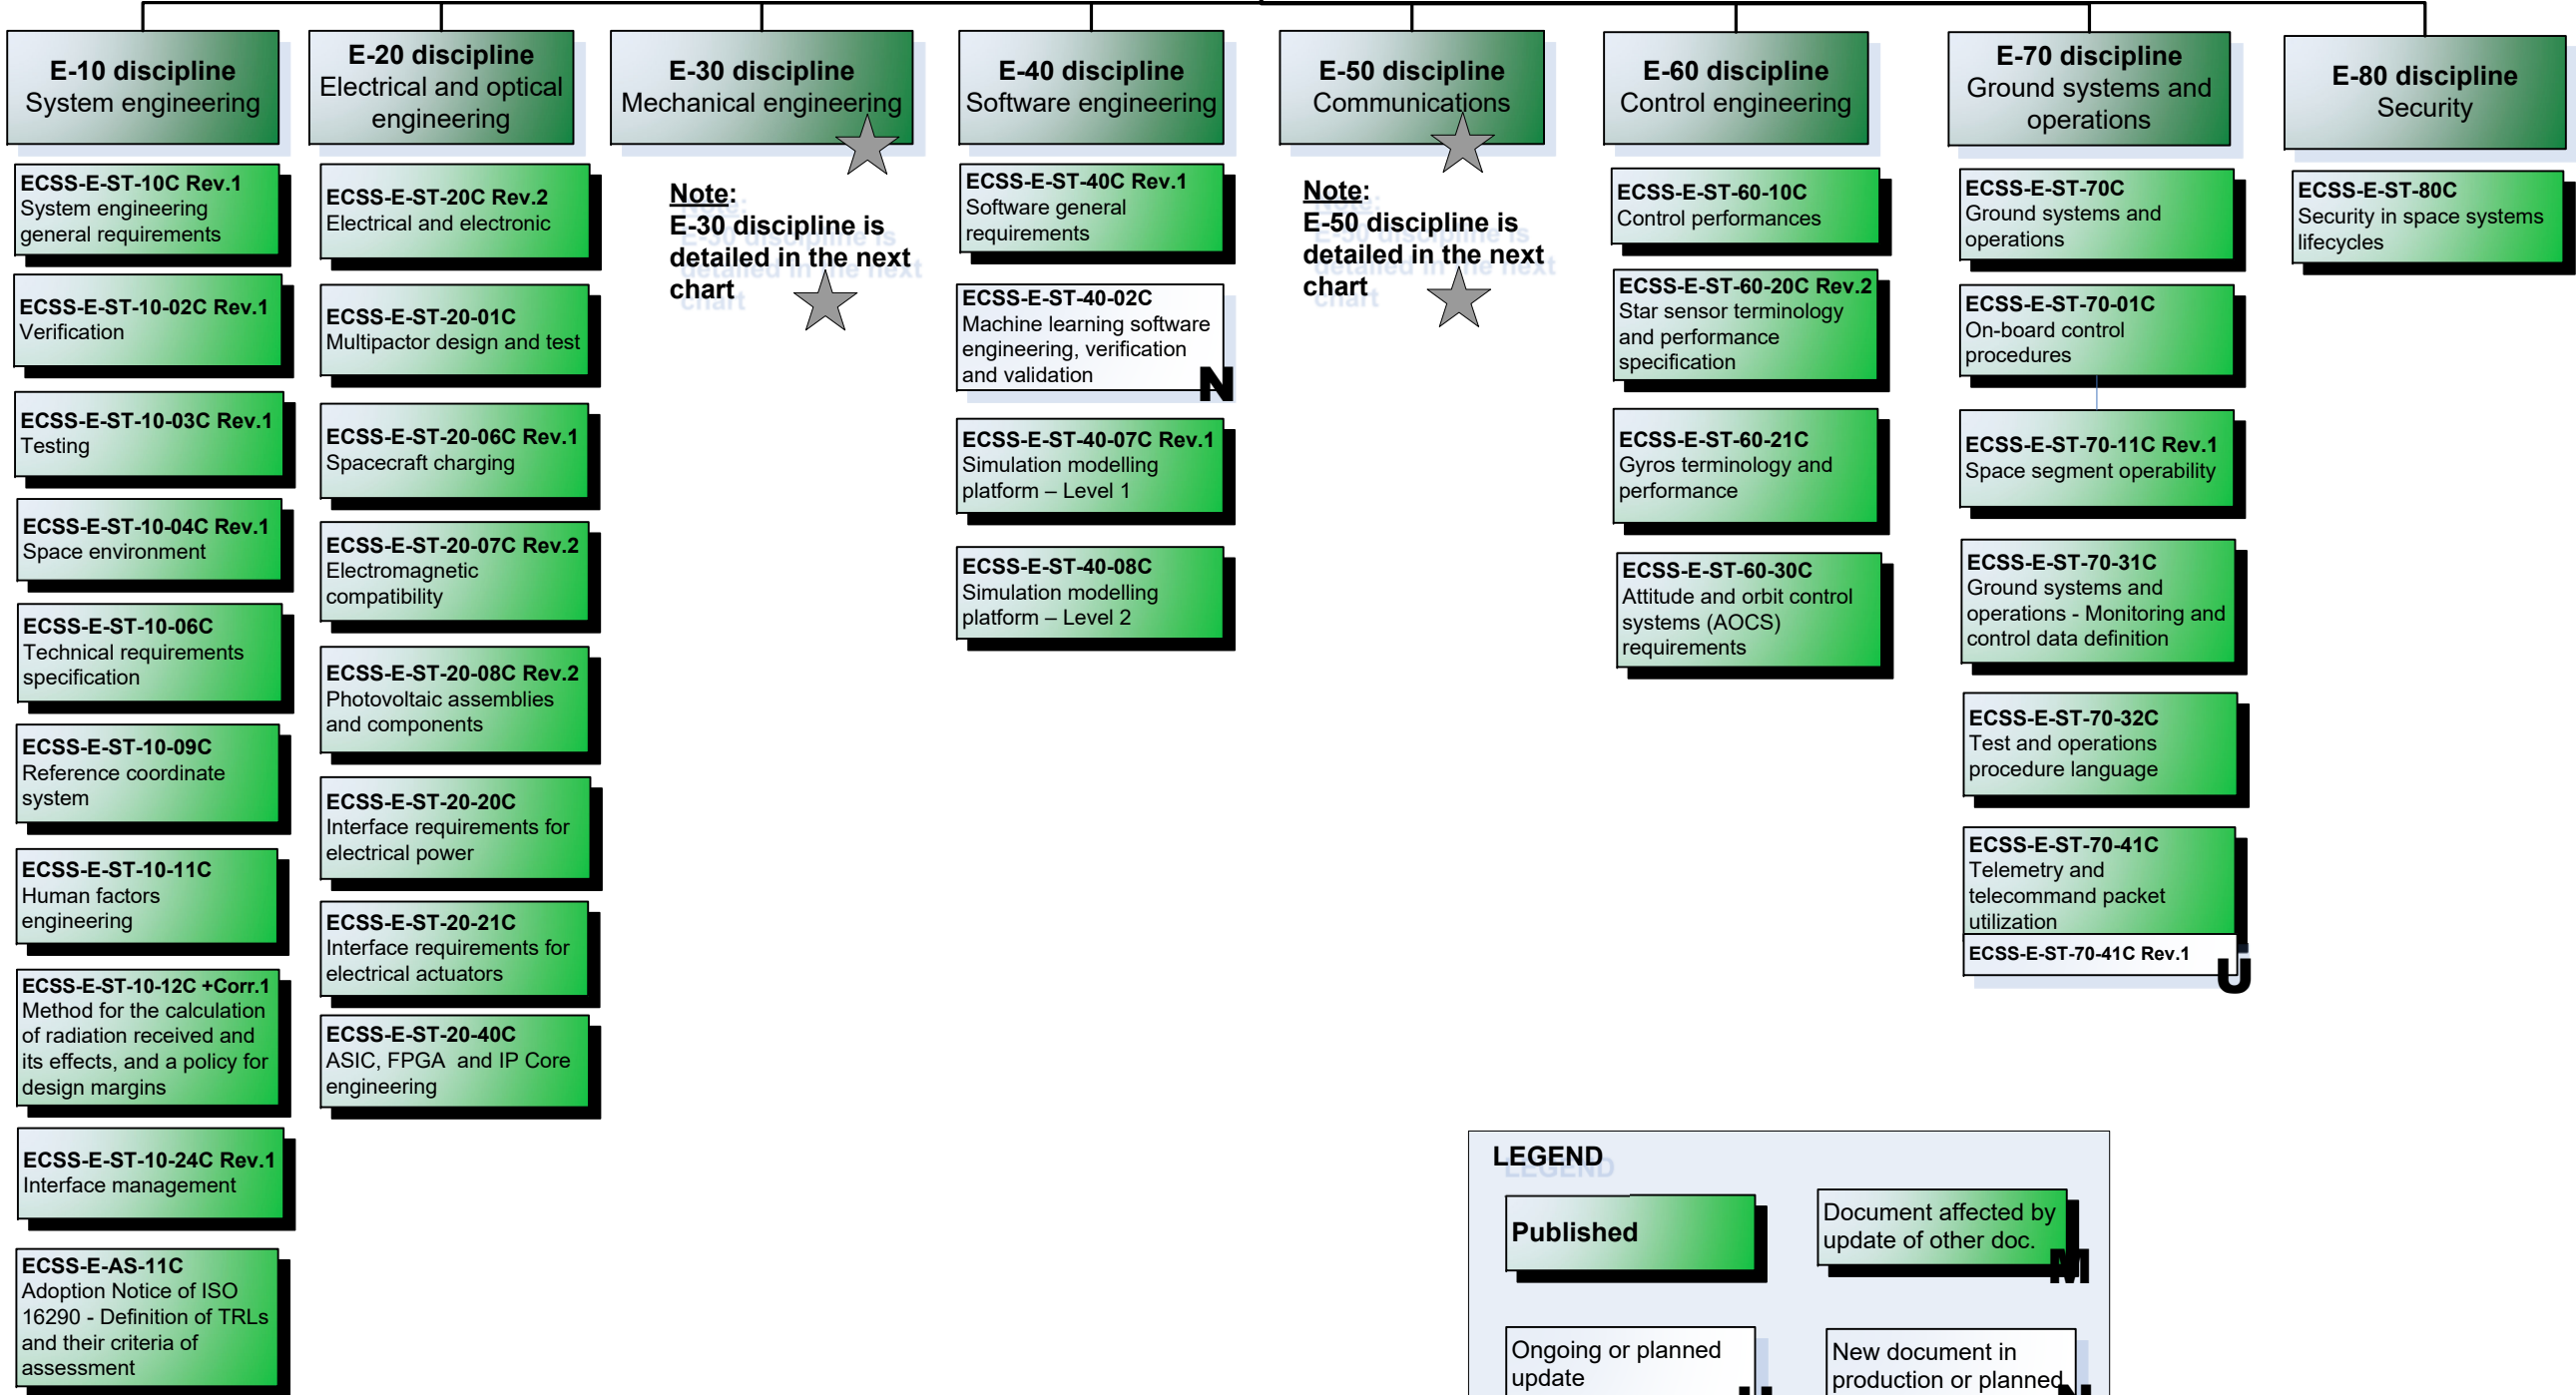 E-10 discipline
System engineering
ECSS-E-ST-10C Rev.1
System engineering
general requirements
ECSS-E-ST-10-02C Rev.1
Verification
ECSS-E-ST-10-03C Rev.1
Testing
ECSS-E-ST-10-04C Rev.1
Space environment
ECSS-E-ST-10-06C
Technical requirements
specification
ECSS-E-ST-10-09C
Reference coordinate
system
ECSS-E-ST-10-11C
Human factors
engineering
ECSS-E-ST-10-12C +Corr.1
Method for the calculation
of radiation received and
its effects, and a policy for
design margins
ECSS-E-ST-10-24C Rev.1
Interface management
ECSS-E-AS-11C
Adoption Notice of ISO
16290 - Definition of TRLs
and their criteria of
assessment
E-20 discipline
Electrical and optical
engineering
ECSS-E-ST-20C Rev.2
Electrical and electronic
ECSS-E-ST-20-01C
Multipactor design and test
ECSS-E-ST-20-06C Rev.1
Spacecraft charging
ECSS-E-ST-20-07C Rev.2
Electromagnetic
compatibility
ECSS-E-ST-20-08C Rev.2
Photovoltaic assemblies
and components
ECSS-E-ST-20-20C
Interface requirements for
electrical power
ECSS-E-ST-20-21C
Interface requirements for
electrical actuators
ECSS-E-ST-20-40C
ASIC, FPGA  and IP Core
engineering
E-30 discipline
Mechanical engineering
Note:
E-30 discipline is
detailed in the next
chart
E-40 discipline
Software engineering
ECSS-E-ST-40C Rev.1
Software general
requirements
ECSS-E-ST-40-02C
Machine learning software
engineering, verification
and validation
N
ECSS-E-ST-40-07C Rev.1
Simulation modelling
platform – Level 1
ECSS-E-ST-40-08C
Simulation modelling
platform – Level 2
E-50 discipline
Communications
Note:
E-50 discipline is
detailed in the next
chart
E-60 discipline
Control engineering
ECSS-E-ST-60-10C
Control performances
ECSS-E-ST-60-20C Rev.2
Star sensor terminology
and performance
specification
ECSS-E-ST-60-21C
Gyros terminology and
performance
ECSS-E-ST-60-30C
Attitude and orbit control
systems (AOCS)
requirements
E-70 discipline
Ground systems and
operations
ECSS-E-ST-70C
Ground systems and
operations
ECSS-E-ST-70-01C
On-board control
procedures
ECSS-E-ST-70-11C Rev.1
Space segment operability
ECSS-E-ST-70-31C
Ground systems and
operations - Monitoring and
control data definition
ECSS-E-ST-70-32C
Test and operations
procedure language
ECSS-E-ST-70-41C
Telemetry and
telecommand packet
utilization
ECSS-E-ST-70-41C Rev.1
U
E-80 discipline
Security
ECSS-E-ST-80C
Security in space systems
lifecycles
LEGEND
Published
Document affected by
update of other doc.
M
Ongoing or planned
update
New document in
production or planned
N